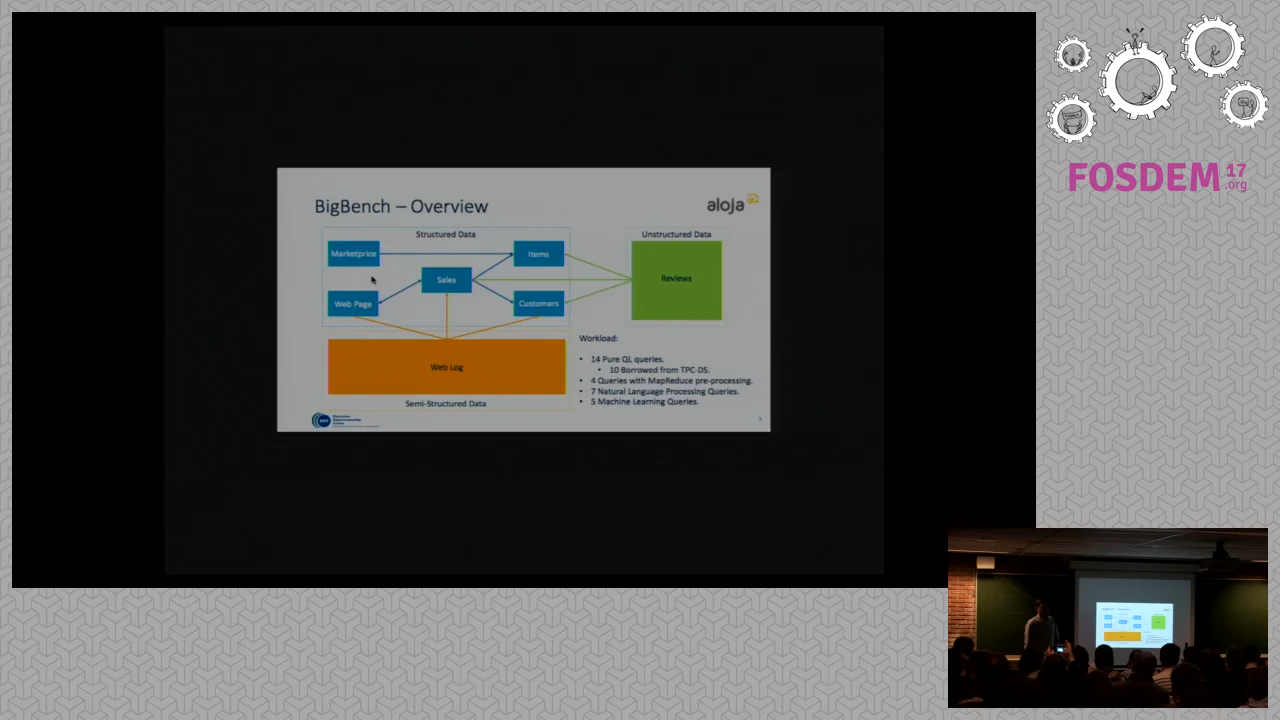 BigBench – Overview
aloja
Structured Data
Unstructured Data
Marketprice
Items
Sales
Reviews
Web Page
Customers
Web Log
Semi-Structured Data
Workload:
• 14 Pure QL queries.
• 10 Borrowed from TPC-DS.
• 4 Queries with MapReduce pre-processing.
• 7 Natural Language Processing Queries.
• 5 Machine Learning Queries.
FOSDEM 17
.org